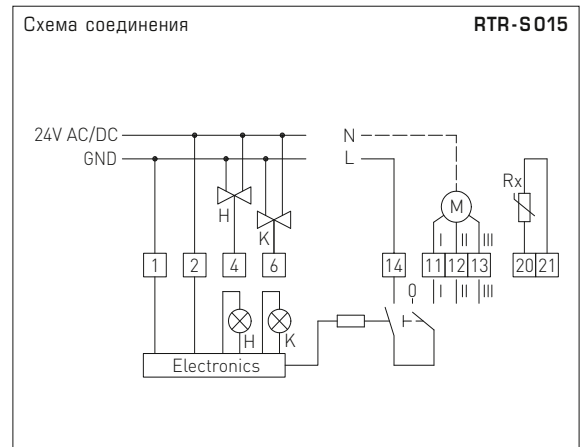 Схема соединения RTR-S015
24V AC/DC
GND
N
L
H
K
M
Rx
I II III
1 2 4 6 14 11 12 13 20 21
0
I II III
H K
Electronics